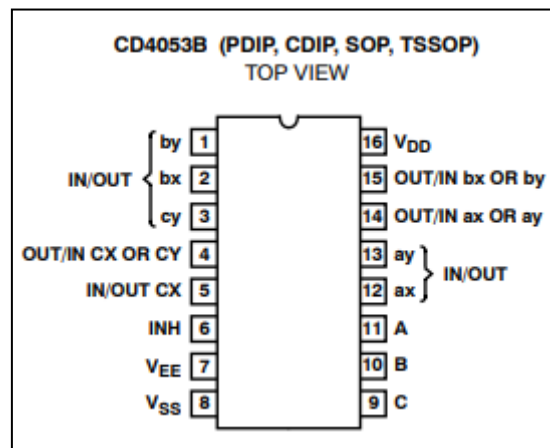 CD4053B (PDIP, CDIP, SOP, TSSOP)
TOP VIEW
by 1 16 VDD
IN/OUT bx 2 15 OUT/IN bx OR by
cy 3 14 OUT/IN ax OR ay
OUT/IN CX OR CY 4 13 ay
IN/OUT CX 5 12 ax IN/OUT
INH 6 11 A
VEE 7 10 B
VSS 8 9 C